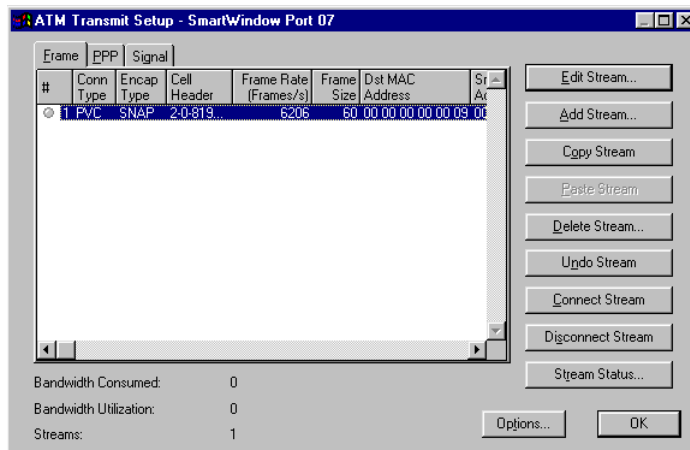 ATM Transmit Setup - SmartWindow Port 07
Frame PPP Signal
# Conn Type Encap Type Cell Header Frame Rate (Frames/s) Frame Size Dst MAC Address
1 PVC SNAP 2-0-819... 6206 60 00 00 00 00 00 09 00
Edit Stream...
Add Stream...
Copy Stream
Paste Stream
Delete Stream...
Undo Stream
Connect Stream
Disconnect Stream
Stream Status...
Bandwidth Consumed: 0
Bandwidth Utilization: 0
Streams: 1
Options... OK